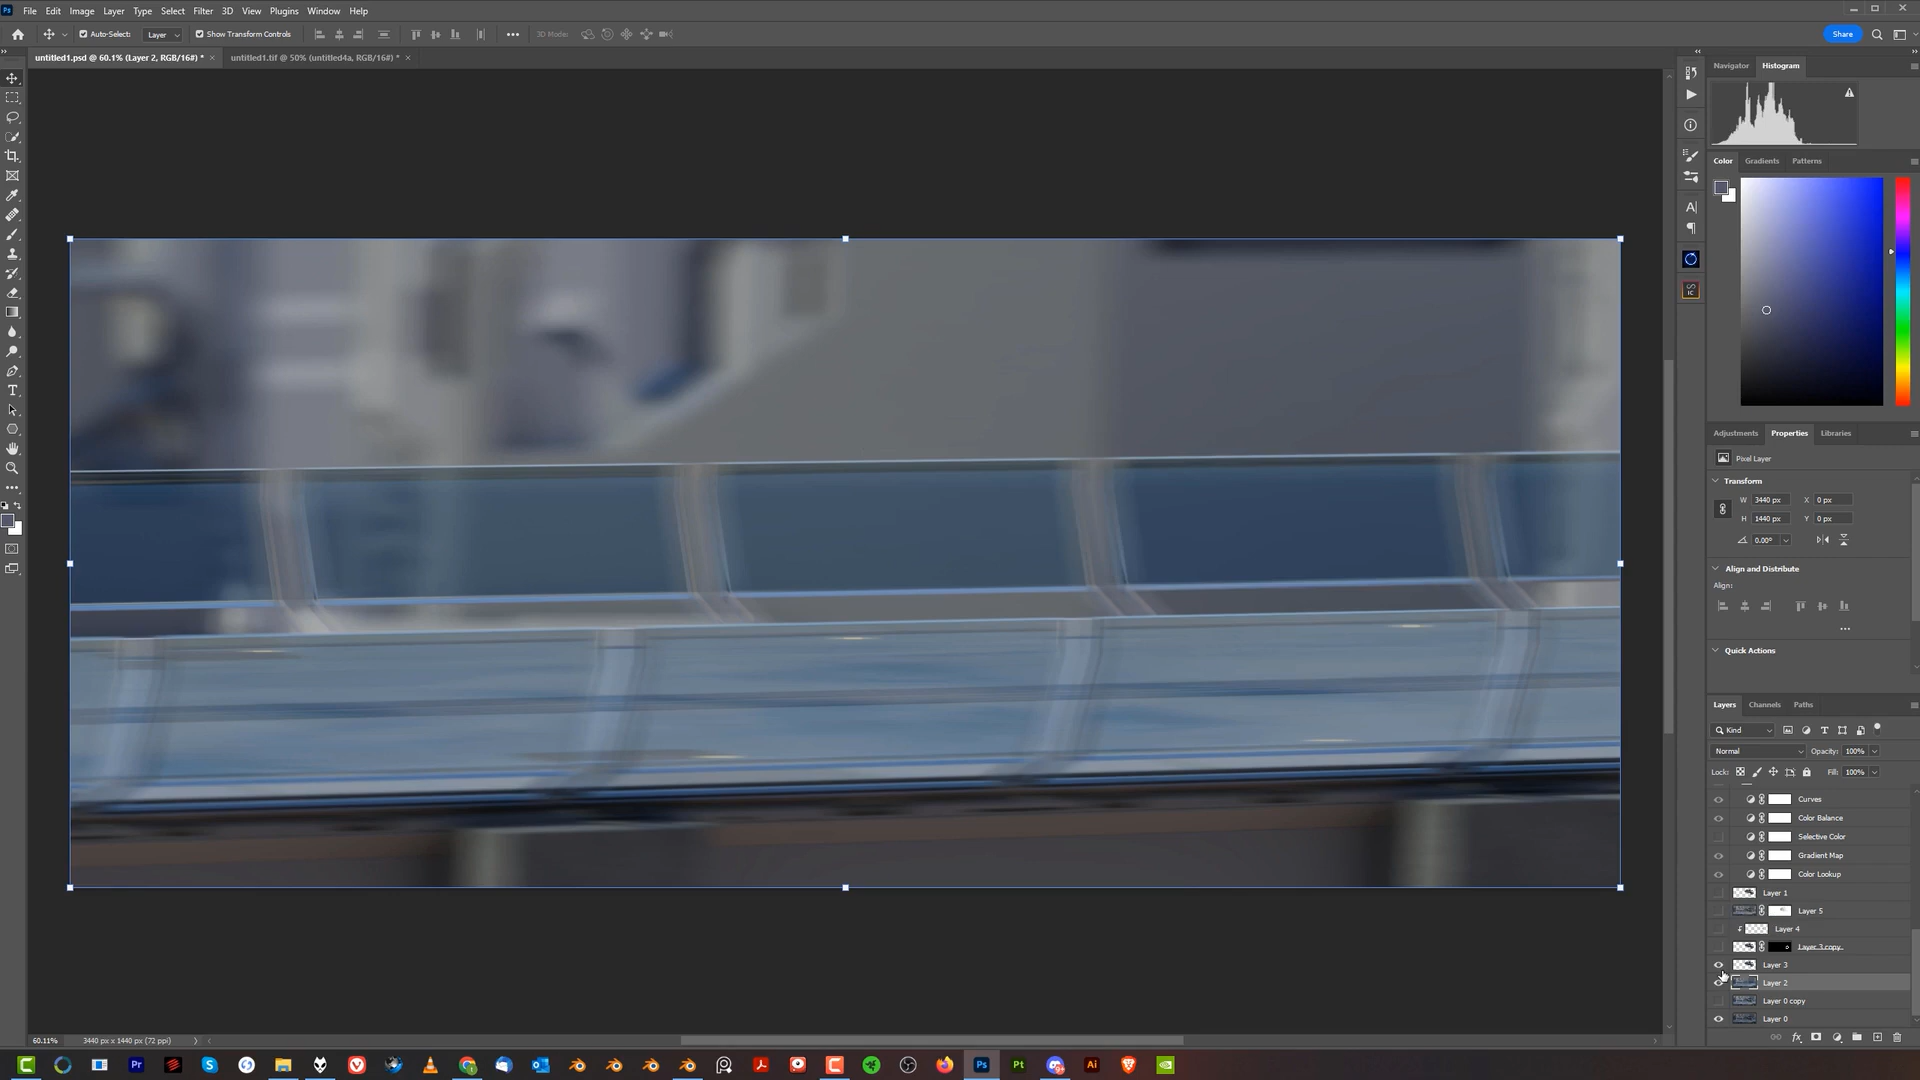 Ps File Edit Image Layer Type Select Filter 3D View Plugins Window Help
Auto-Select: Layer Show Transform Controls 3D Mode: Share
untitled1.psd @ 60.1% (Layer 2, RGB/16#) * × untitled1.tif @ 50% (untitled4a, RGB/16#) * ×
Navigator Histogram
Color Gradients Patterns
Adjustments Properties Libraries
Pixel Layer
Transform
W 3440 px X 0 px
H 1440 px Y 0 px
0.00°
Align and Distribute
Align:
Quick Actions
Layers Channels Paths
Kind
Normal Opacity: 100%
Lock: Fill: 100%
Curves
Color Balance
Selective Color
Gradient Map
Color Lookup
Layer 1
Layer 5
Layer 4
Layer 3 copy
Layer 3
Layer 2
Layer 0 copy
Layer 0
60.11% 3440 px x 1440 px (72 ppi)
Pr Ps Pt Ai